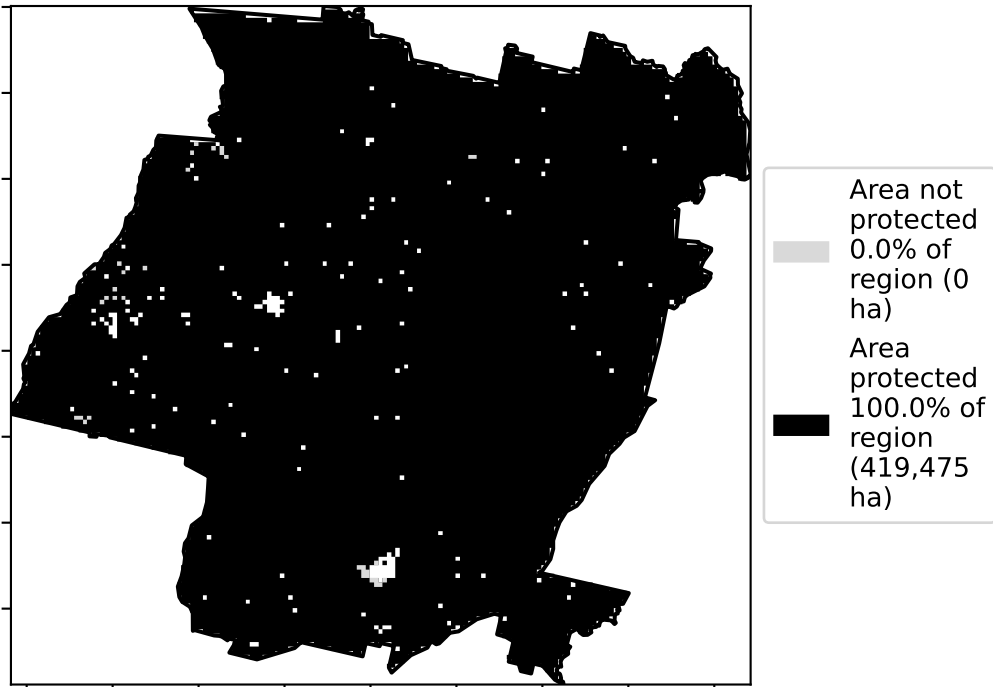 Area not
protected
0.0% of
region (0
ha)
Area
protected
100.0% of
region
(419,475
ha)